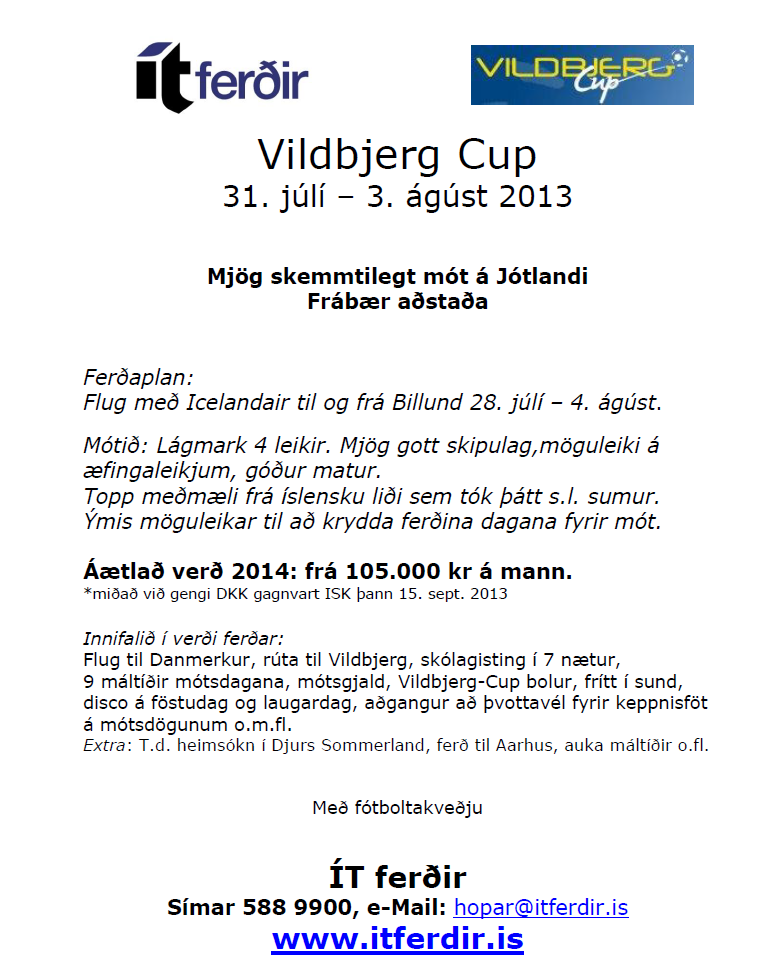 ít ferðir
VILDBJERG
Cup
Vildbjerg Cup
31. júlí – 3. ágúst 2013
Mjög skemmtilegt mót á Jótlandi
Frábær aðstaða
Ferðaplan:
Flug með Icelandair til og frá Billund 28. júlí – 4. ágúst.
Mótið: Lágmark 4 leikir. Mjög gott skipulag,möguleiki á
æfingaleikjum, góður matur.
Topp meðmæli frá íslensku liði sem tók þátt s.l. sumur.
Ýmis möguleikar til að krydda ferðina dagana fyrir mót.
Áætlað verð 2014: frá 105.000 kr á mann.
*miðað við gengi DKK gagnvart ISK þann 15. sept. 2013
Innifalið í verði ferðar:
Flug til Danmerkur, rúta til Vildbjerg, skólagisting í 7 nætur,
9 máltíðir mótsdagana, mótsgjald, Vildbjerg-Cup bolur, frítt í sund,
disco á föstudag og laugardag, aðgangur að þvottavél fyrir keppnisföt
á mótsdögunum o.m.fl.
Extra: T.d. heimsókn í Djurs Sommerland, ferð til Aarhus, auka máltíðir o.fl.
Með fótboltakveðju
ÍT ferðir
Símar 588 9900, e-Mail: hopar@itferdir.is
www.itferdir.is